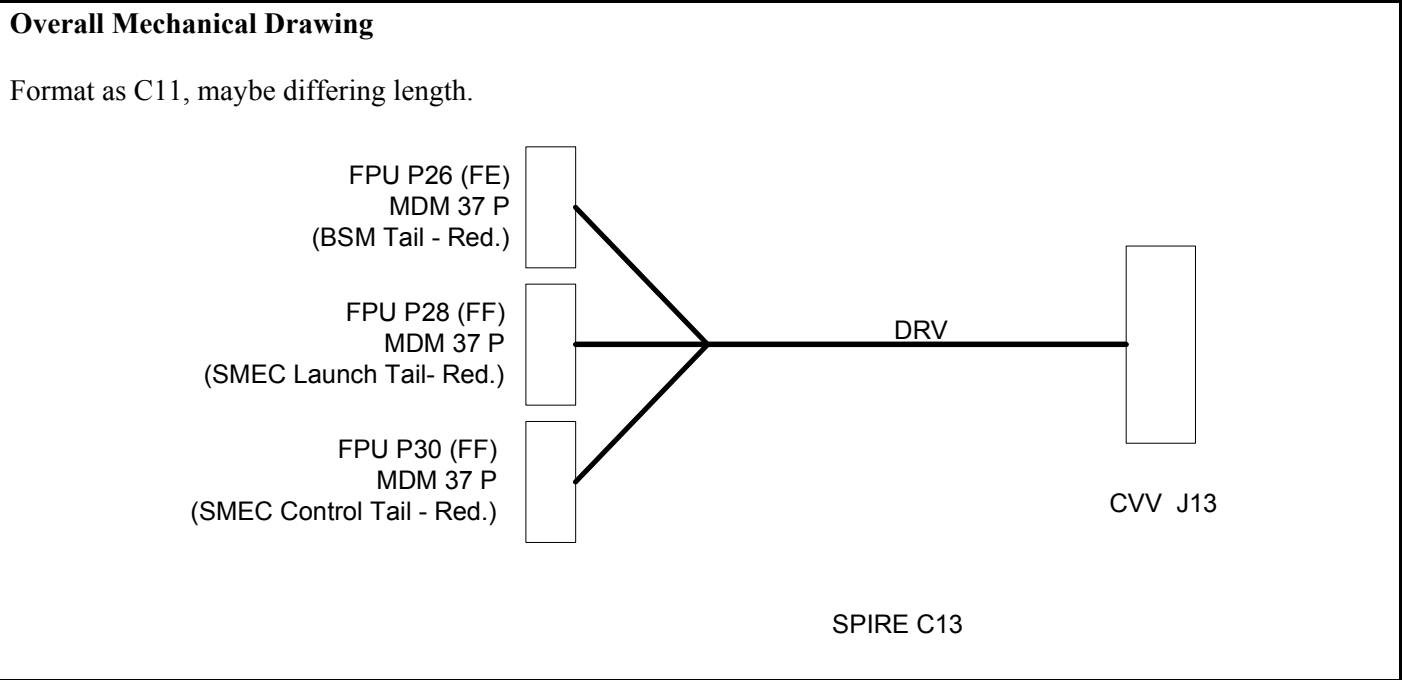 Overall Mechanical Drawing
Format as C11, maybe differing length.
FPU P26 (FE)
MDM 37 P
(BSM Tail - Red.)
FPU P28 (FF)
MDM 37 P
(SMEC Launch Tail- Red.)
FPU P30 (FF)
MDM 37 P
(SMEC Control Tail - Red.)
DRV
CVV J13
SPIRE C13